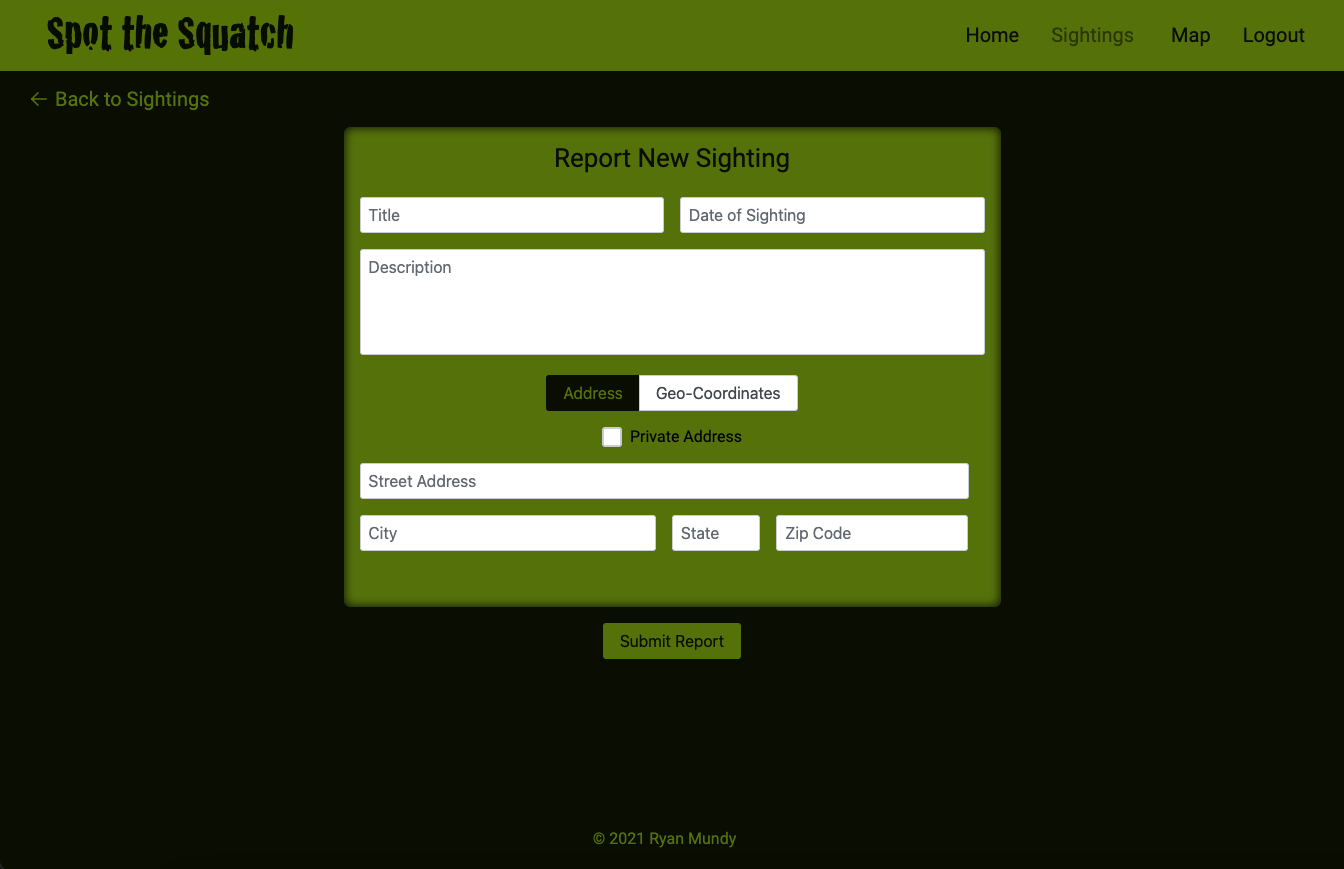 Spot the Squatch
Home Sightings Map Logout
← Back to Sightings
Report New Sighting
Title Date of Sighting
Description
Address Geo-Coordinates
Private Address
Street Address
City State Zip Code
Submit Report
© 2021 Ryan Mundy